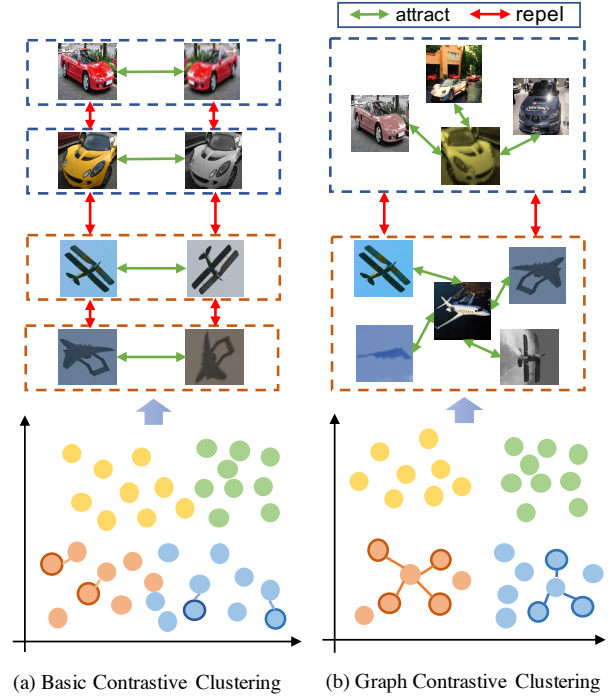 attract
repel
(a) Basic Contrastive Clustering
(b) Graph Contrastive Clustering